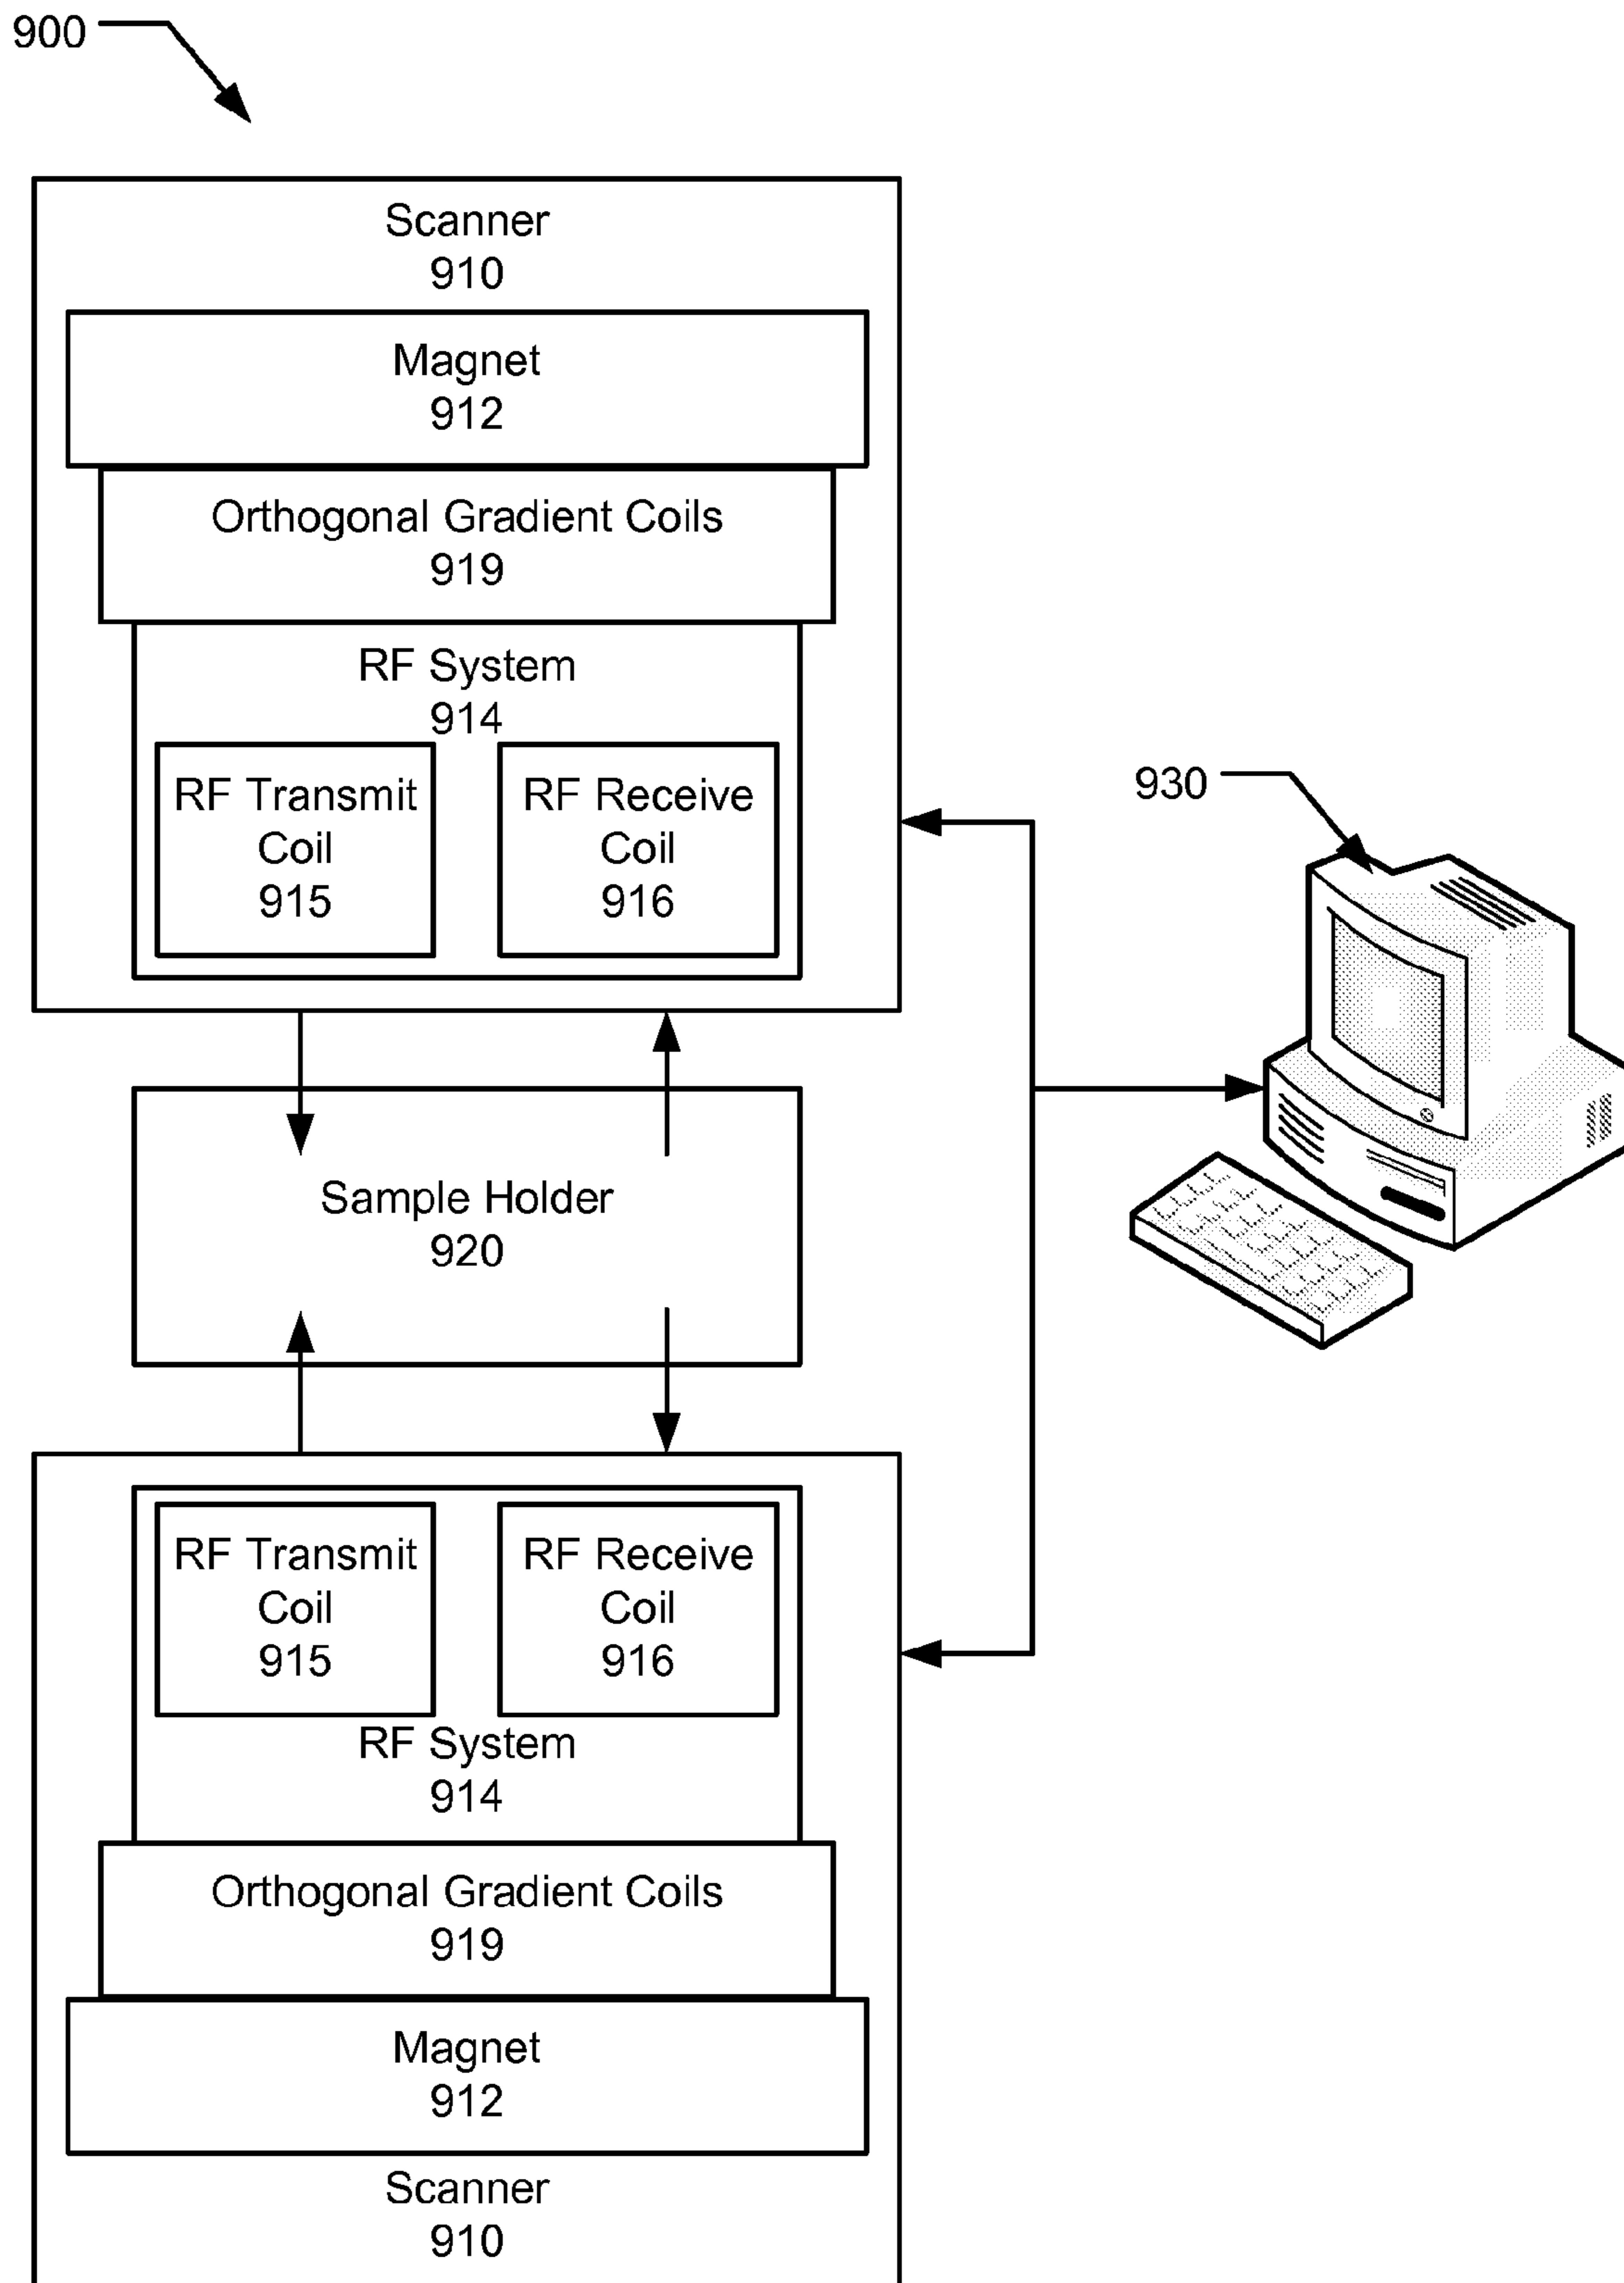 900
Scanner
910
Magnet
912
Orthogonal Gradient Coils
919
RF System
914
RF Transmit
Coil
915
RF Receive
Coil
916
930
Sample Holder
920
RF Transmit
Coil
915
RF Receive
Coil
916
RF System
914
Orthogonal Gradient Coils
919
Magnet
912
Scanner
910